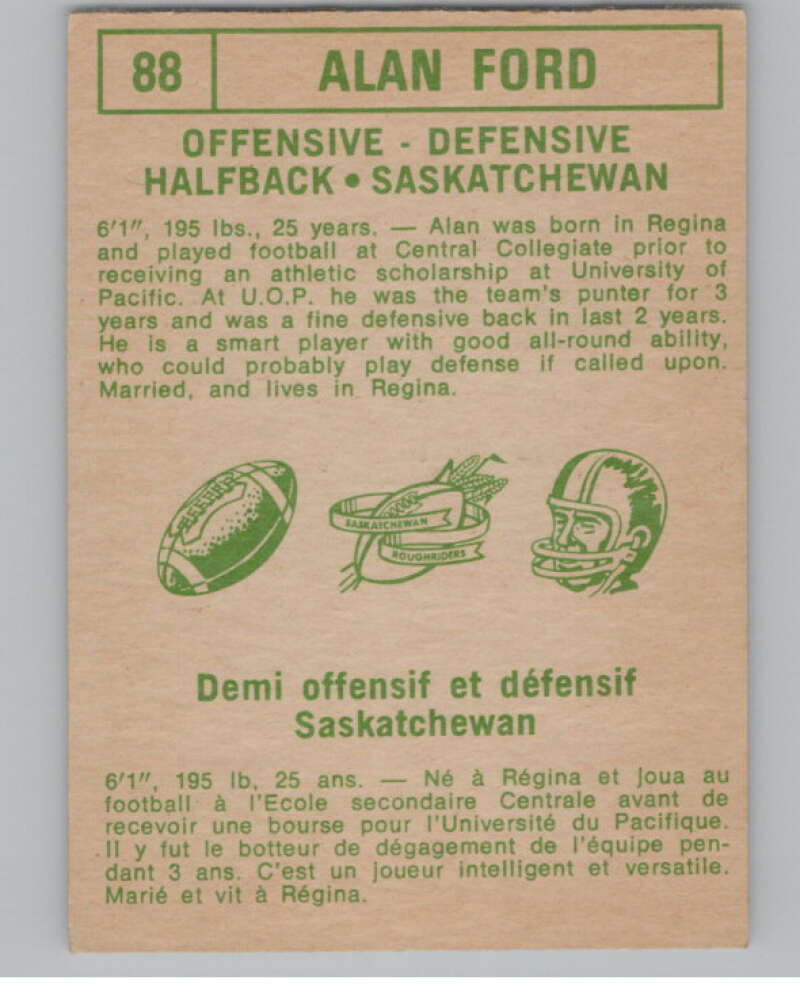 88 ALAN FORD
OFFENSIVE - DEFENSIVE
HALFBACK • SASKATCHEWAN
6'1", 195 lbs., 25 years. — Alan was born in Regina
and played football at Central Collegiate prior to
receiving an athletic scholarship at University of
Pacific. At U.O.P. he was the team's punter for 3
years and was a fine defensive back in last 2 years.
He is a smart player with good all-round ability,
who could probably play defense if called upon.
Married, and lives in Regina.
SASKATCHEWAN
ROUGHRIDERS
Demi offensif et défensif
Saskatchewan
6'1", 195 lb, 25 ans. — Né à Régina et joua au
football à l'Ecole secondaire Centrale avant de
recevoir une bourse pour l'Université du Pacifique.
Il y fut le botteur de dégagement de l'équipe pen-
dant 3 ans. C'est un joueur intelligent et versatile.
Marié et vit à Régina.